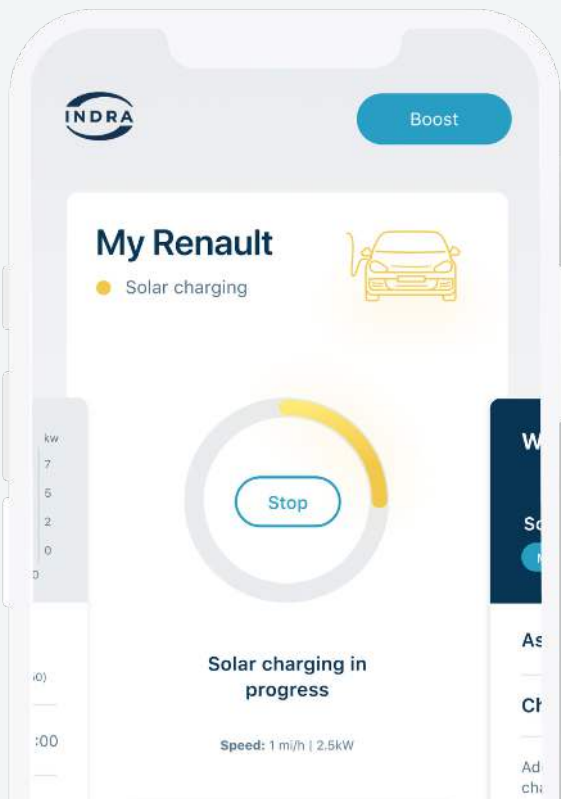 INDRA
Boost
My Renault
Solar charging
kw
7
5
2
0
Stop
Solar charging in
progress
Speed: 1 mi/h | 2.5kW
:00